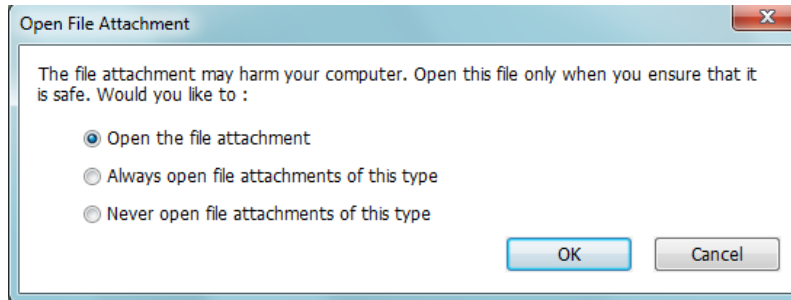 Open File Attachment
The file attachment may harm your computer. Open this file only when you ensure that it
is safe. Would you like to :
Open the file attachment
Always open file attachments of this type
Never open file attachments of this type
OK
Cancel